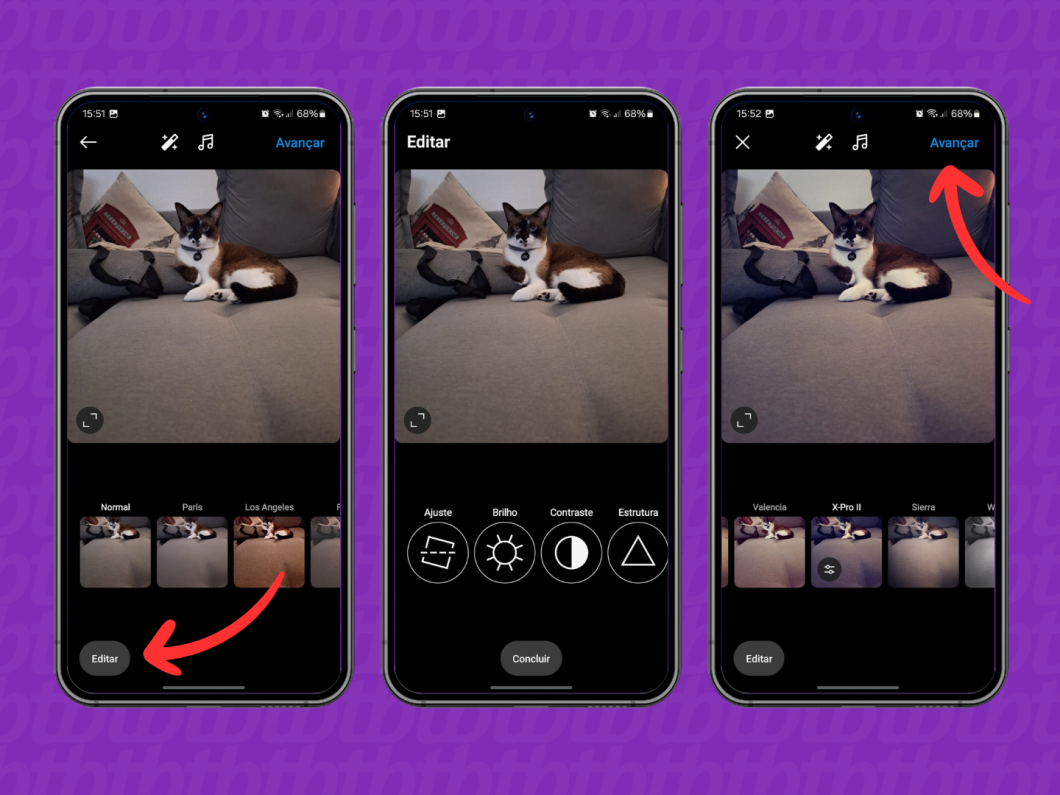 15:51
68%
Avançar
Normal
Paris
Los Angeles
F
Editar
15:51
68%
Editar
Ajuste
Brilho
Contraste
Estrutura
Concluir
15:52
68%
Avançar
Valencia
X-Pro II
Sierra
W
Editar